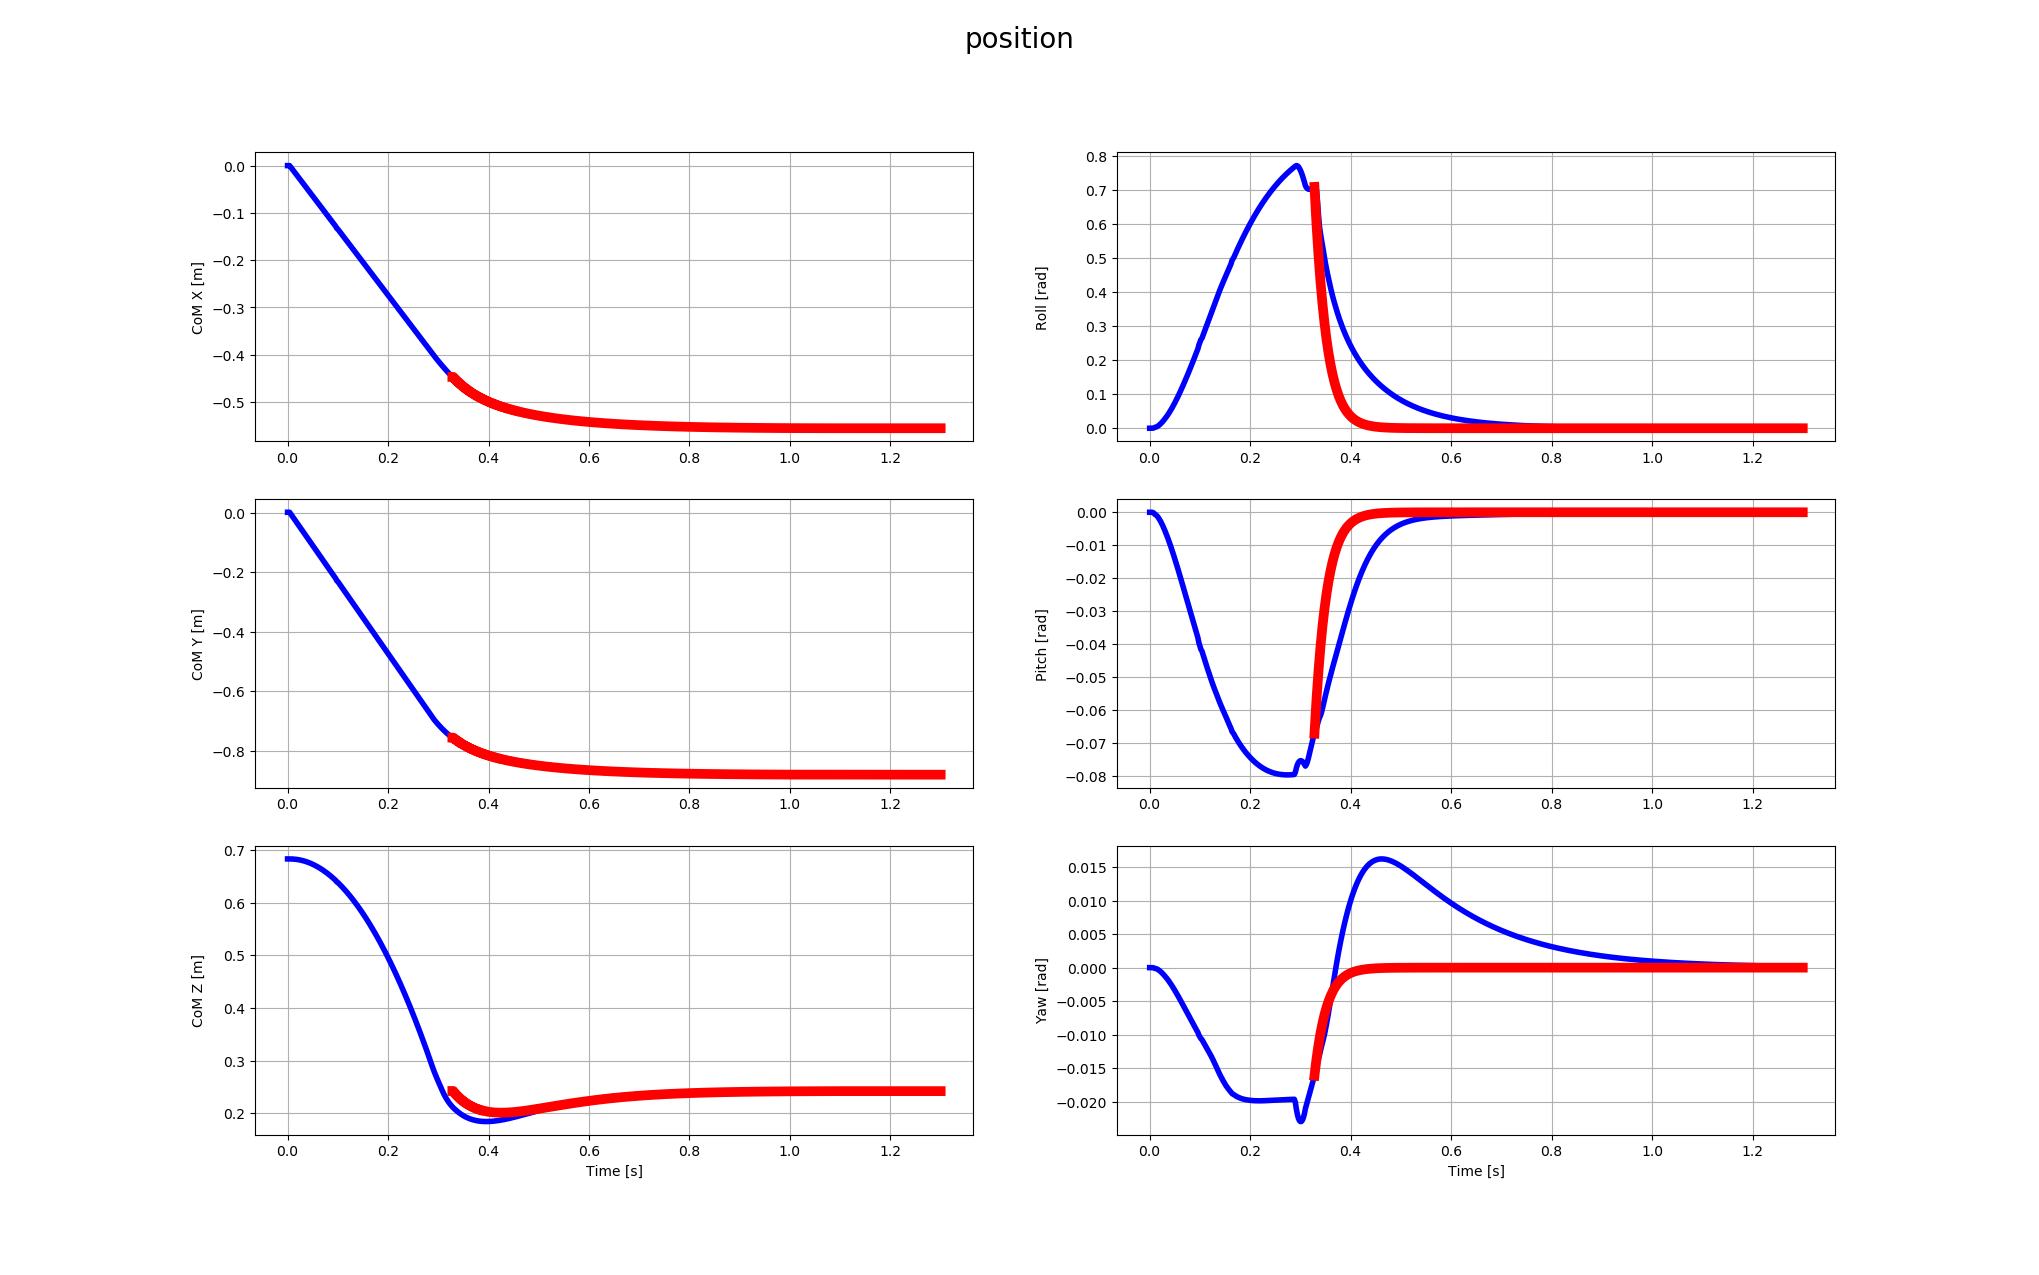 position
0.0
−0.1
−0.2
−0.3
−0.4
−0.5
CoM X [m]
0.0 0.2 0.4 0.6 0.8 1.0 1.2
0.8
0.7
0.6
0.5
0.4
0.3
0.2
0.1
0.0
Roll [rad]
0.0 0.2 0.4 0.6 0.8 1.0 1.2
0.0
−0.2
−0.4
−0.6
−0.8
CoM Y [m]
0.0 0.2 0.4 0.6 0.8 1.0 1.2
0.00
−0.01
−0.02
−0.03
−0.04
−0.05
−0.06
−0.07
−0.08
Pitch [rad]
0.0 0.2 0.4 0.6 0.8 1.0 1.2
0.7
0.6
0.5
0.4
0.3
0.2
CoM Z [m]
0.0 0.2 0.4 0.6 0.8 1.0 1.2
Time [s]
0.015
0.010
0.005
0.000
−0.005
−0.010
−0.015
−0.020
Yaw [rad]
0.0 0.2 0.4 0.6 0.8 1.0 1.2
Time [s]